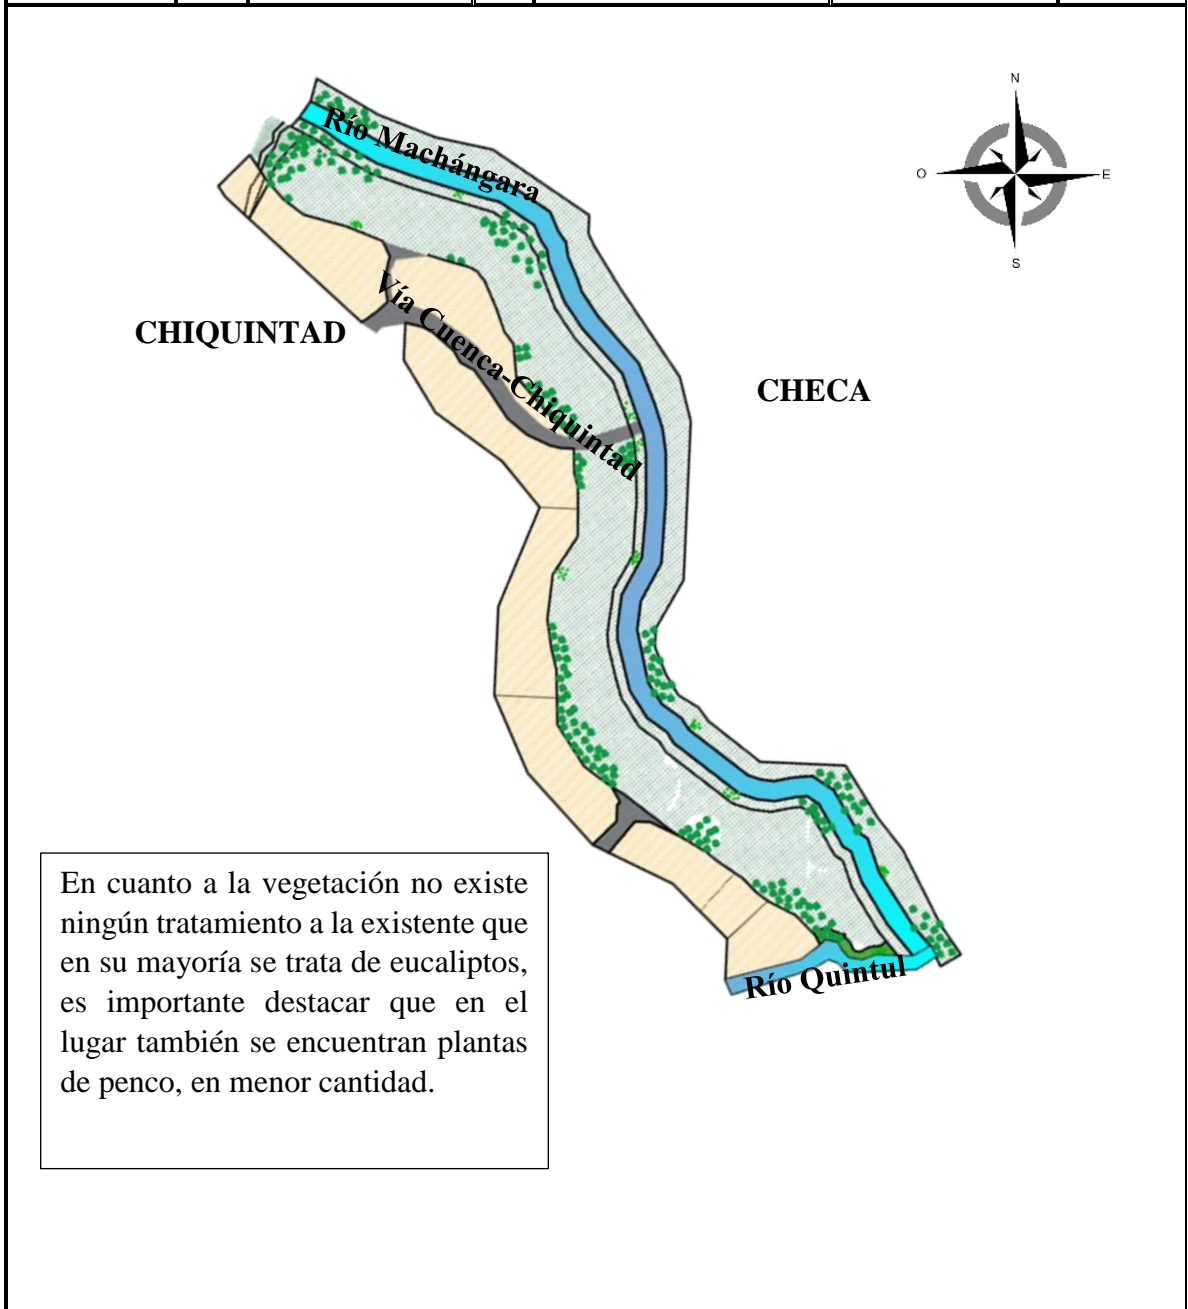 N
Río Machángara
O
E
S
Vía Cuenca-Chiquintad
CHIQUINTAD
CHECA
En cuanto a la vegetación no existe
ningún tratamiento a la existente que
en su mayoría se trata de eucaliptos,
es importante destacar que en el
lugar también se encuentran plantas
de penco, en menor cantidad.
Río Quintul